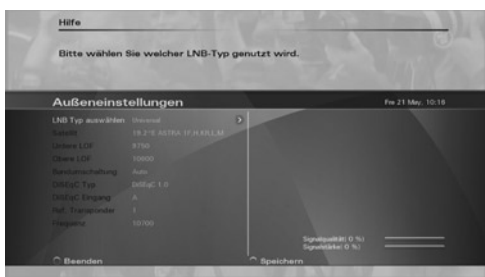 Hilfe
Bitte wählen Sie welcher LNB-Typ genutzt wird.
Außeneinstellungen
Fre 21 May, 10:16
LNB Typ auswählen Universal
Satellit 19.2°E ASTRA 1F,H,KR,L,M
Untere LOF 9750
Obere LOF 10600
Bandumschaltung Auto
DiSEqC Typ DiSEqC 1.0
DiSEqC Eingang A
Ref. Transponder 1
Frequenz 10700
Signalqualität( 0 %)
Signalstärke( 0 %)
Beenden
Speichern